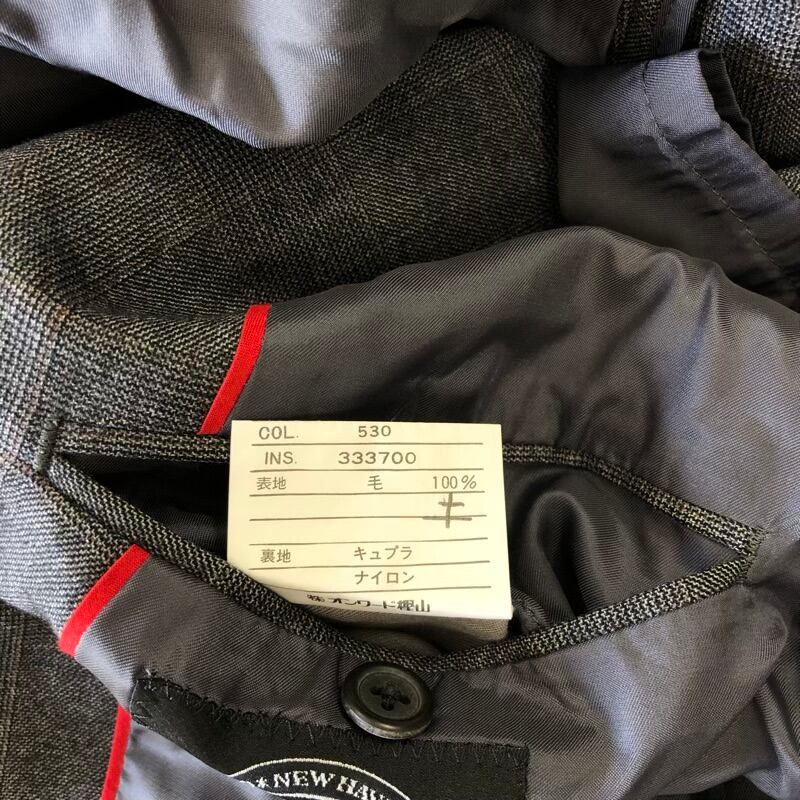 COL. 530
INS. 333700
表地 毛 100%
裏地 キュプラ
ナイロン
株 オンワード樫山
NEW HAV